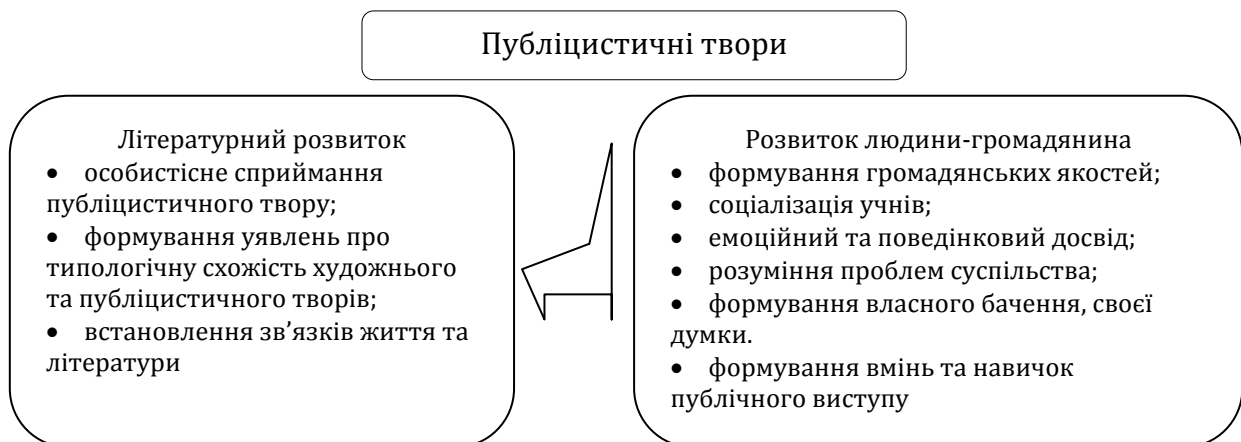 Публіцистичні твори
Літературний розвиток
• особистісне сприймання
публіцистичного твору;
• формування уявлень про
типологічну схожість художнього
та публіцистичного творів;
• встановлення зв’язків життя та
літератури
Розвиток людини-громадянина
• формування громадянських якостей;
• соціалізація учнів;
• емоційний та поведінковий досвід;
• розуміння проблем суспільства;
• формування власного бачення, своєї
думки.
• формування вмінь та навичок
публічного виступу